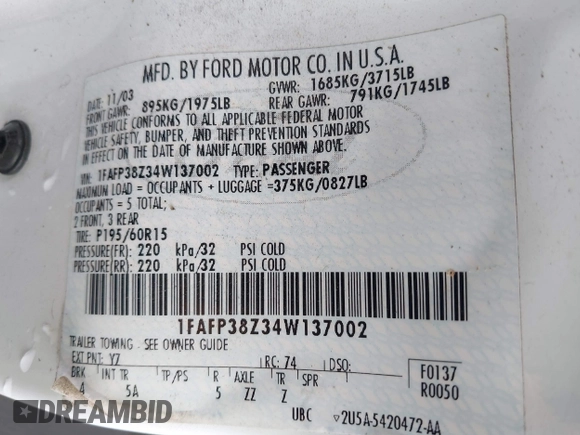 MFD. BY FORD MOTOR CO. IN U.S.A.
DATE: 11/03 GVWR: 1685KG/3715LB
FRONT GAWR: 895KG/1975LB REAR GAWR: 791KG/1745LB
THIS VEHICLE CONFORMS TO ALL APPLICABLE FEDERAL MOTOR
VEHICLE SAFETY, BUMPER, AND THEFT PREVENTION STANDARDS
IN EFFECT ON THE DATE OF MANUFACTURE SHOWN ABOVE.
VIN: 1FAFP38Z34W137002 TYPE: PASSENGER
MAXIMUM LOAD = OCCUPANTS + LUGGAGE =375KG/0827LB
OCCUPANTS = 5 TOTAL;
2 FRONT, 3 REAR
TIRE: P195/60R15
PRESSURE(FR): 220 kPa/32 PSI COLD
PRESSURE(RR): 220 kPa/32 PSI COLD
1FAFP38Z34W137002
TRAILER TOWING - SEE OWNER GUIDE
EXT PNT: Y7 RC: 74 DSO: F0137
BRK INT TR TP/PS R AXLE TR SPR R0050
4 5A 5 ZZ Z
UBC ▽2U5A-5420472-AA
DREAMBID